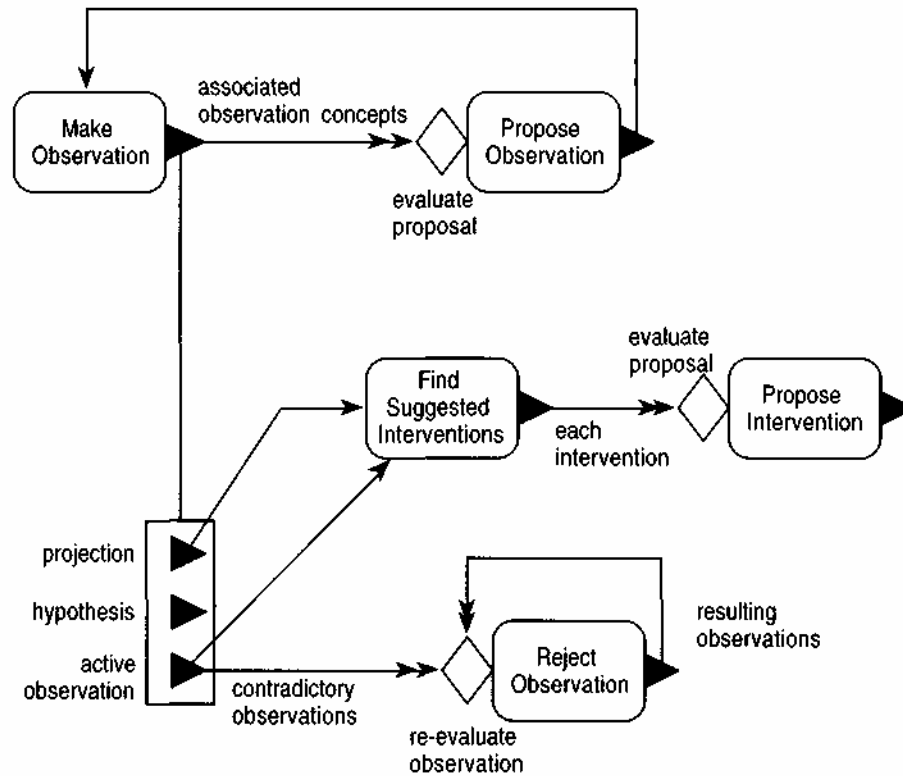 associated
observation concepts
Make
Observation
Propose
Observation
evaluate
proposal
evaluate
proposal
Find
Suggested
Interventions
Propose
Intervention
each
intervention
projection
hypothesis
active
observation
contradictory
observations
resulting
observations
Reject
Observation
re-evaluate
observation